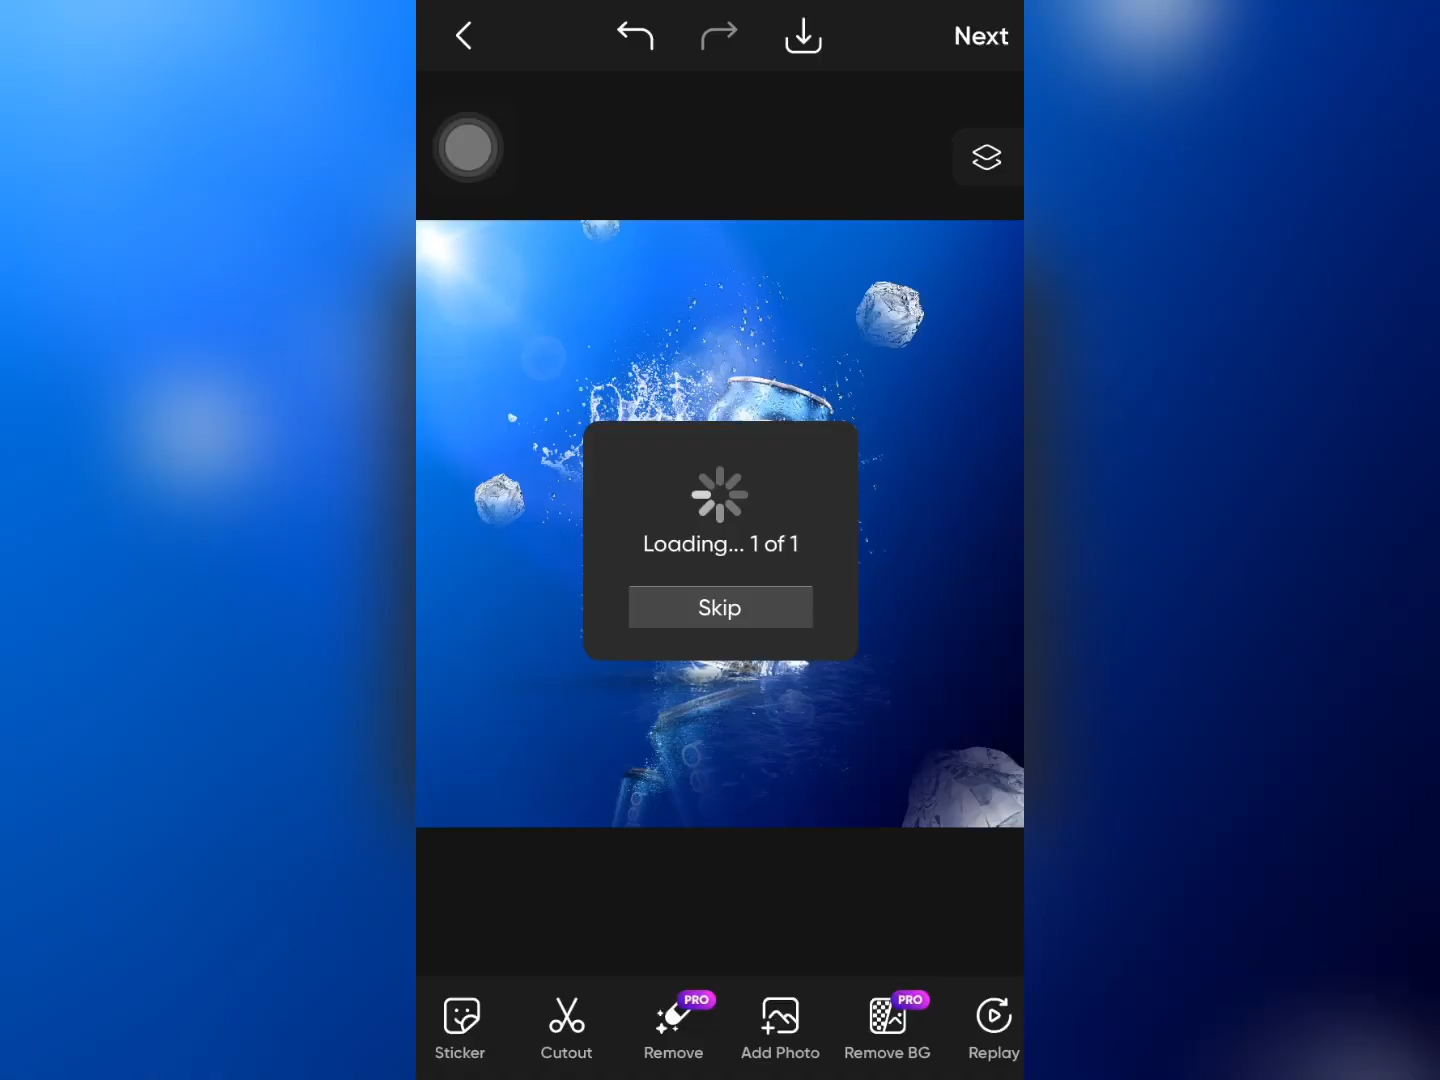 Next
Loading... 1 of 1
Skip
PRO
PRO
Sticker
Cutout
Remove
Add Photo
Remove BG
Replay